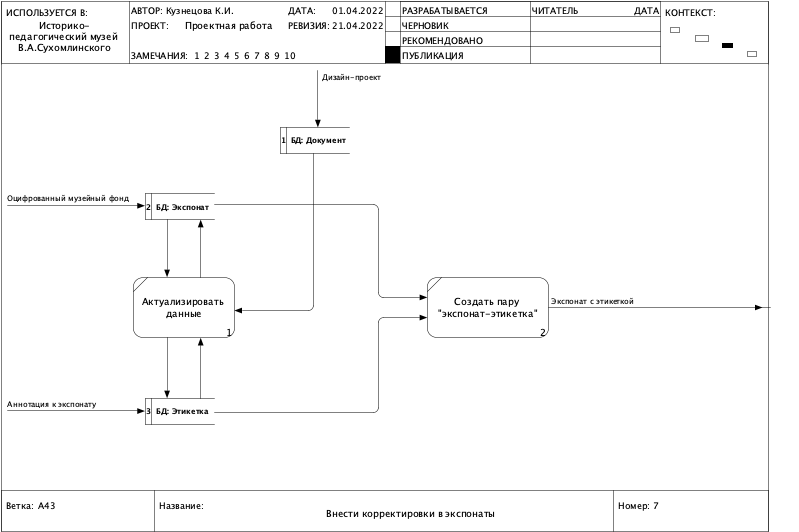 ИСПОЛЬЗУЕТСЯ В:
Историко-
педагогический музей
В.А.Сухомлинского
АВТОР: Кузнецова К.И.
ДАТА: 01.04.2022
ПРОЕКТ: Проектная работа
РЕВИЗИЯ: 21.04.2022
ЗАМЕЧАНИЯ: 1 2 3 4 5 6 7 8 9 10
РАЗРАБАТЫВАЕТСЯ
ЧЕРНОВИК
РЕКОМЕНДОВАНО
ПУБЛИКАЦИЯ
ЧИТАТЕЛЬ ДАТА
КОНТЕКСТ:
Дизайн-проект
1 БД: Документ
Оцифрованный музейный фонд
2 БД: Экспонат
Актуализировать
данные
1
Создать пару
"экспонат-этикетка"
2
Экспонат с этикеткой
Аннотация к экспонату
3 БД: Этикетка
Ветка: A43
Название:
Внести корректировки в экспонаты
Номер: 7